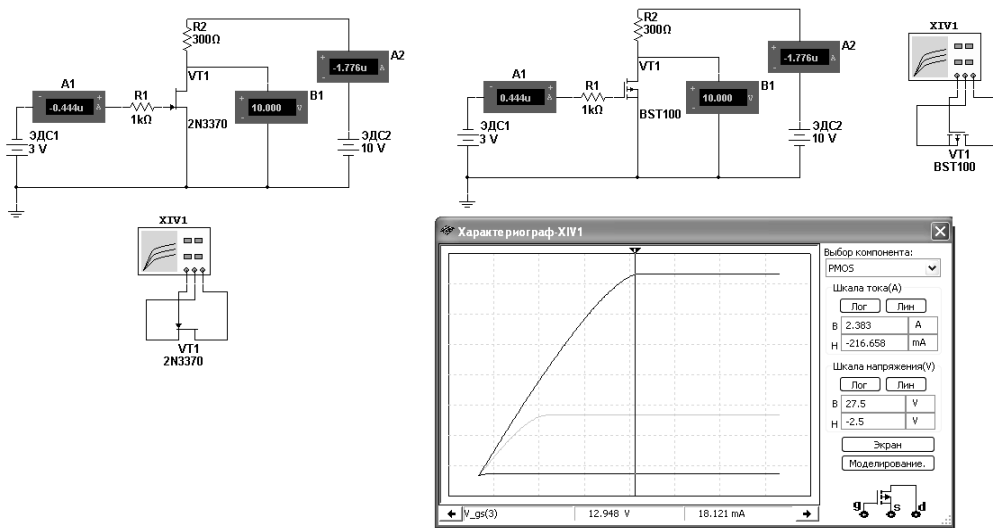 R2
300Ω
-1.776u
A
A2
VT1
A1
-0.444u
A
R1
1kΩ
2N3370
10.000
V
B1
ЭДС1
3 V
ЭДС2
10 V
R2
300Ω
-1.776u
A
A2
VT1
A1
0.444u
A
R1
1kΩ
BST100
10.000
V
B1
ЭДС1
3 V
ЭДС2
10 V
XIV1
VT1
BST100
XIV1
VT1
2N3370
Характериограф-XIV1
Выбор компонента:
PMOS
Шкала тока(А)
Лог Лин
В 2.383 A
Н -216.658 mA
Шкала напряжения(V)
Лог Лин
В 27.5 V
Н -2.5 V
Экран
Моделирование.
g s d
V_gs(3) 12.948 V 18.121 mA